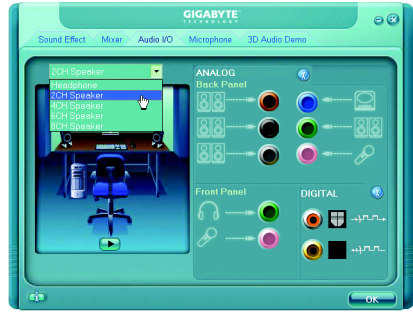 GIGABYTE
TECHNOLOGY
Sound Effect Mixer Audio I/O Microphone 3D Audio Demo
2CH Speaker
Headphone
2CH Speaker
4CH Speaker
6CH Speaker
8CH Speaker
ANALOG
Back Panel
Front Panel
DIGITAL
OK